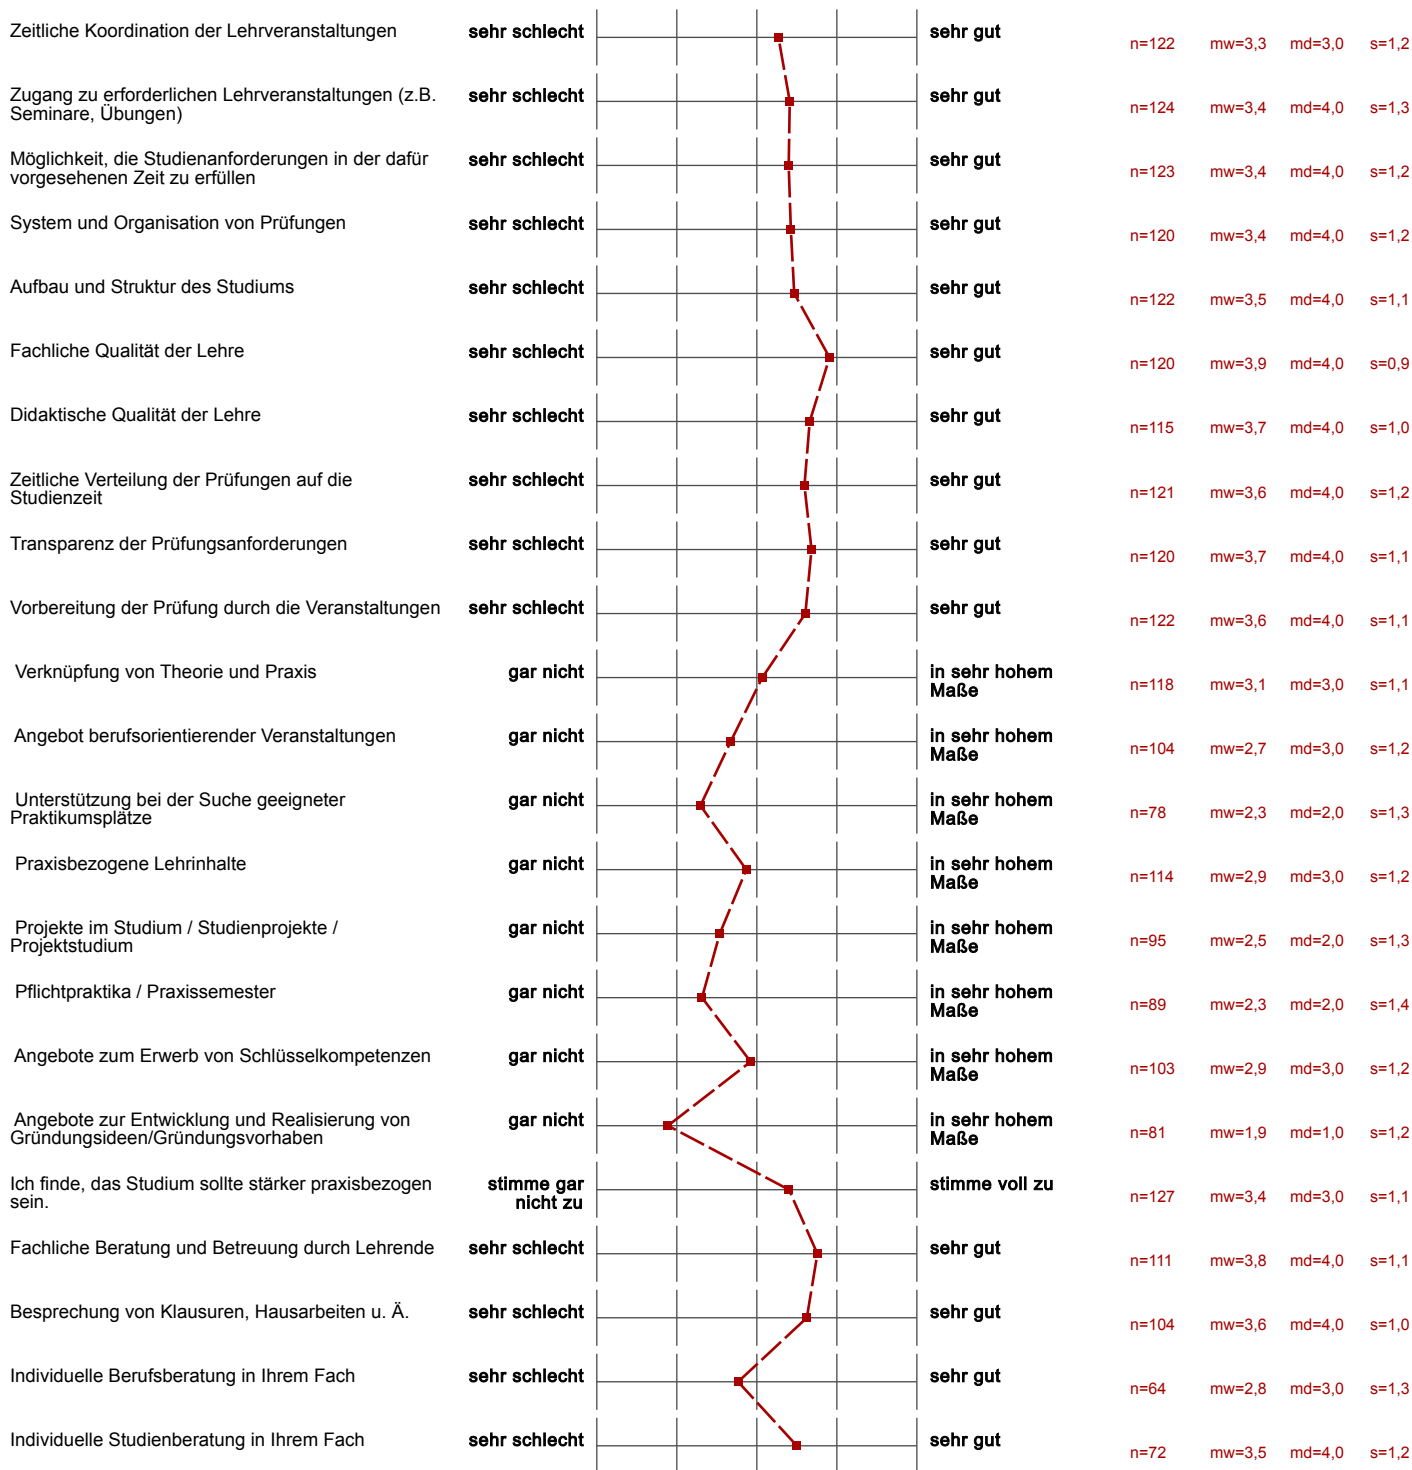 Zeitliche Koordination der Lehrveranstaltungen sehr schlecht sehr gut n=122 mw=3,3 md=3,0 s=1,2
Zugang zu erforderlichen Lehrveranstaltungen (z.B. sehr schlecht sehr gut n=124 mw=3,4 md=4,0 s=1,3
Seminare, Übungen)
Möglichkeit, die Studienanforderungen in der dafür sehr schlecht sehr gut n=123 mw=3,4 md=4,0 s=1,2
vorgesehenen Zeit zu erfüllen
System und Organisation von Prüfungen sehr schlecht sehr gut n=120 mw=3,4 md=4,0 s=1,2
Aufbau und Struktur des Studiums sehr schlecht sehr gut n=122 mw=3,5 md=4,0 s=1,1
Fachliche Qualität der Lehre sehr schlecht sehr gut n=120 mw=3,9 md=4,0 s=0,9
Didaktische Qualität der Lehre sehr schlecht sehr gut n=115 mw=3,7 md=4,0 s=1,0
Zeitliche Verteilung der Prüfungen auf die sehr schlecht sehr gut n=121 mw=3,6 md=4,0 s=1,2
Studienzeit
Transparenz der Prüfungsanforderungen sehr schlecht sehr gut n=120 mw=3,7 md=4,0 s=1,1
Vorbereitung der Prüfung durch die Veranstaltungen sehr schlecht sehr gut n=122 mw=3,6 md=4,0 s=1,1
Verknüpfung von Theorie und Praxis gar nicht in sehr hohem
Maße n=118 mw=3,1 md=3,0 s=1,1
Angebot berufsorientierender Veranstaltungen gar nicht in sehr hohem
Maße n=104 mw=2,7 md=3,0 s=1,2
Unterstützung bei der Suche geeigneter gar nicht in sehr hohem
Praktikumsplätze Maße n=78 mw=2,3 md=2,0 s=1,3
Praxisbezogene Lehrinhalte gar nicht in sehr hohem
Maße n=114 mw=2,9 md=3,0 s=1,2
Projekte im Studium / Studienprojekte / gar nicht in sehr hohem
Projektstudium Maße n=95 mw=2,5 md=2,0 s=1,3
Pflichtpraktika / Praxissemester gar nicht in sehr hohem
Maße n=89 mw=2,3 md=2,0 s=1,4
Angebote zum Erwerb von Schlüsselkompetenzen gar nicht in sehr hohem
Maße n=103 mw=2,9 md=3,0 s=1,2
Angebote zur Entwicklung und Realisierung von gar nicht in sehr hohem
Gründungsideen/Gründungsvorhaben Maße n=81 mw=1,9 md=1,0 s=1,2
Ich finde, das Studium sollte stärker praxisbezogen stimme gar stimme voll zu
sein. nicht zu n=127 mw=3,4 md=3,0 s=1,1
Fachliche Beratung und Betreuung durch Lehrende sehr schlecht sehr gut n=111 mw=3,8 md=4,0 s=1,1
Besprechung von Klausuren, Hausarbeiten u. Ä. sehr schlecht sehr gut n=104 mw=3,6 md=4,0 s=1,0
Individuelle Berufsberatung in Ihrem Fach sehr schlecht sehr gut n=64 mw=2,8 md=3,0 s=1,3
Individuelle Studienberatung in Ihrem Fach sehr schlecht sehr gut n=72 mw=3,5 md=4,0 s=1,2